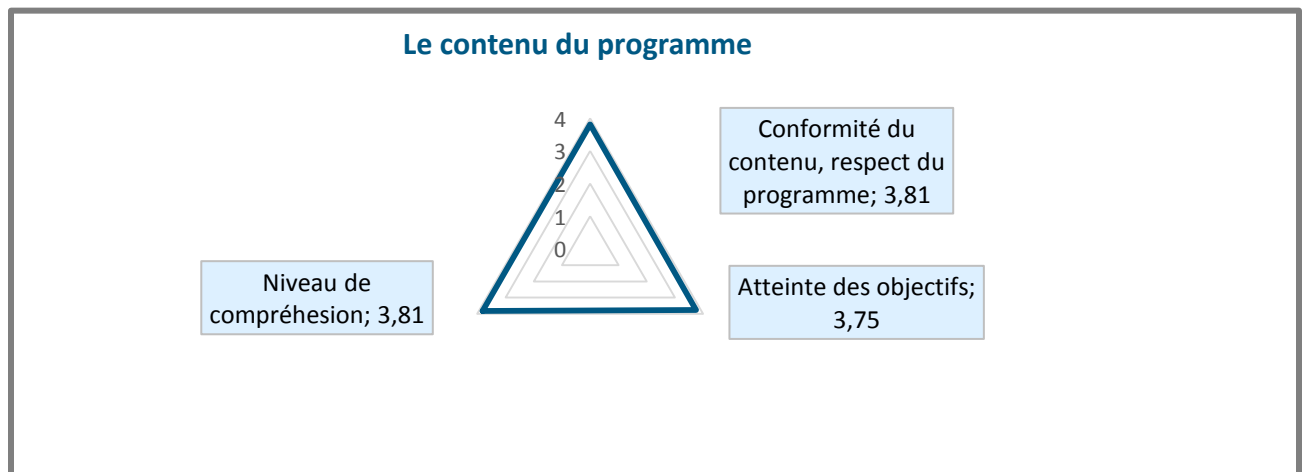 Le contenu du programme
4
3
2
1
0
Conformité du
contenu, respect du
programme; 3,81
Atteinte des objectifs;
3,75
Niveau de
compréhesion; 3,81